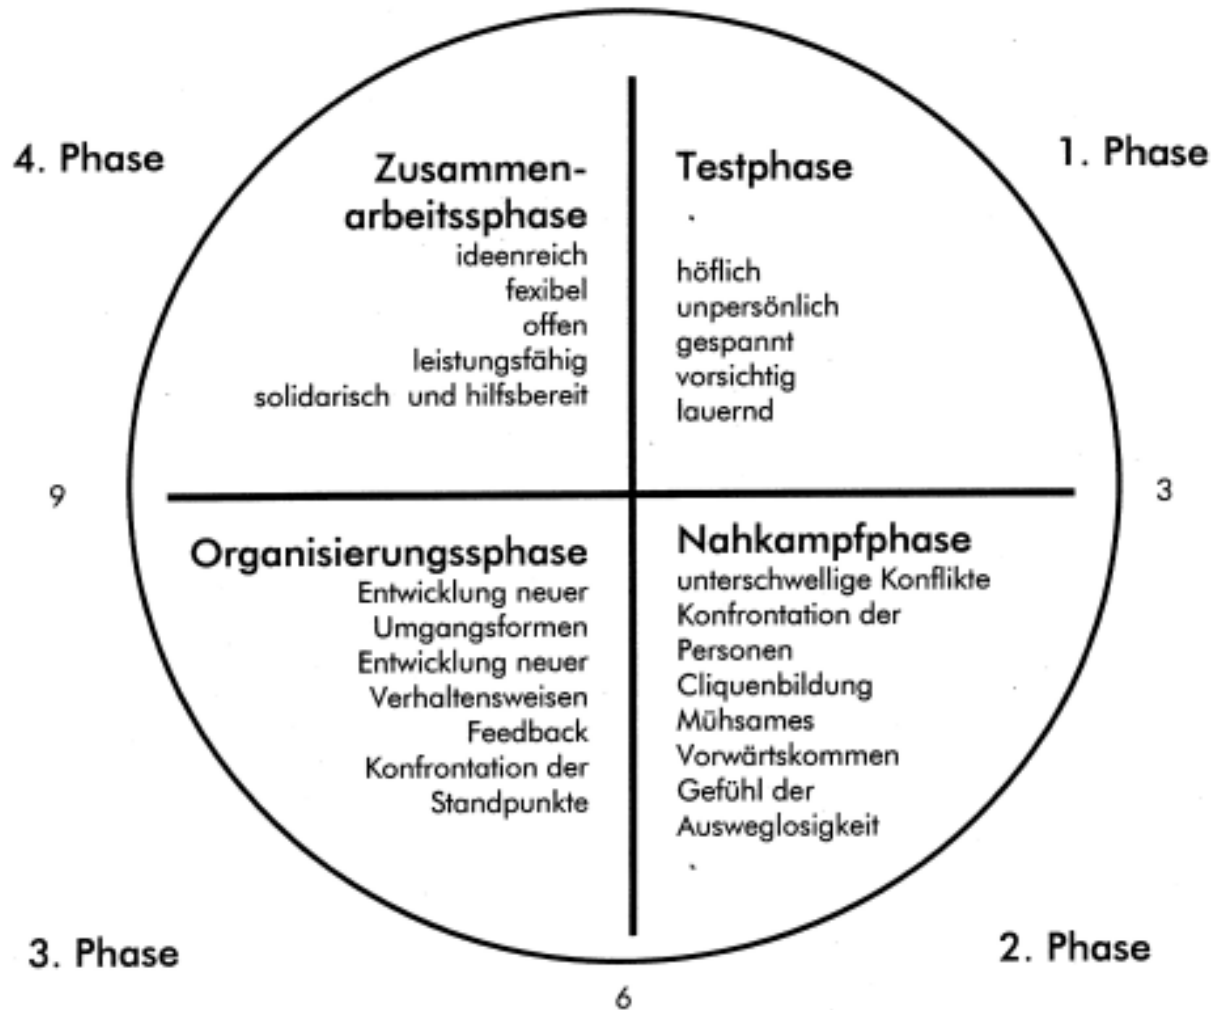 1. Phase
Testphase
höflich
unpersönlich
gespannt
vorsichtig
lauernd
3
2. Phase
Nahkampfphase
unterschwellige Konflikte
Konfrontation der
Personen
Cliquenbildung
Mühsames
Vorwärtskommen
Gefühl der
Ausweglosigkeit
6
3. Phase
Organisierungssphase
Entwicklung neuer
Umgangsformen
Entwicklung neuer
Verhaltensweisen
Feedback
Konfrontation der
Standpunkte
9
4. Phase
Zusammen-
arbeitssphase
ideenreich
fexibel
offen
leistungsfähig
solidarisch und hilfsbereit